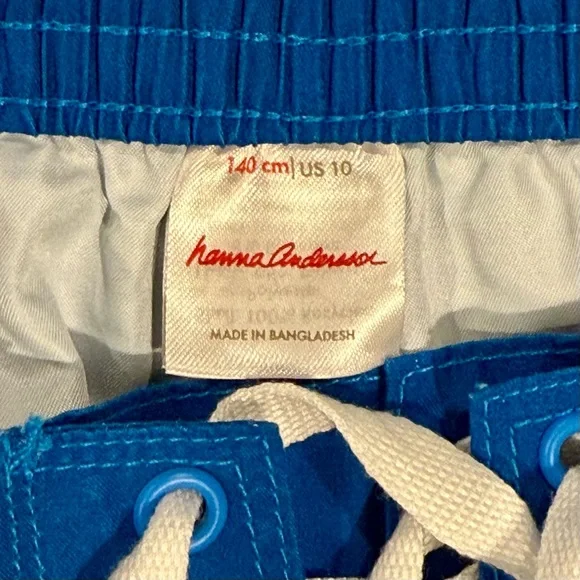 140 cm | US 10
hanna andersson
MADE IN BANGLADESH